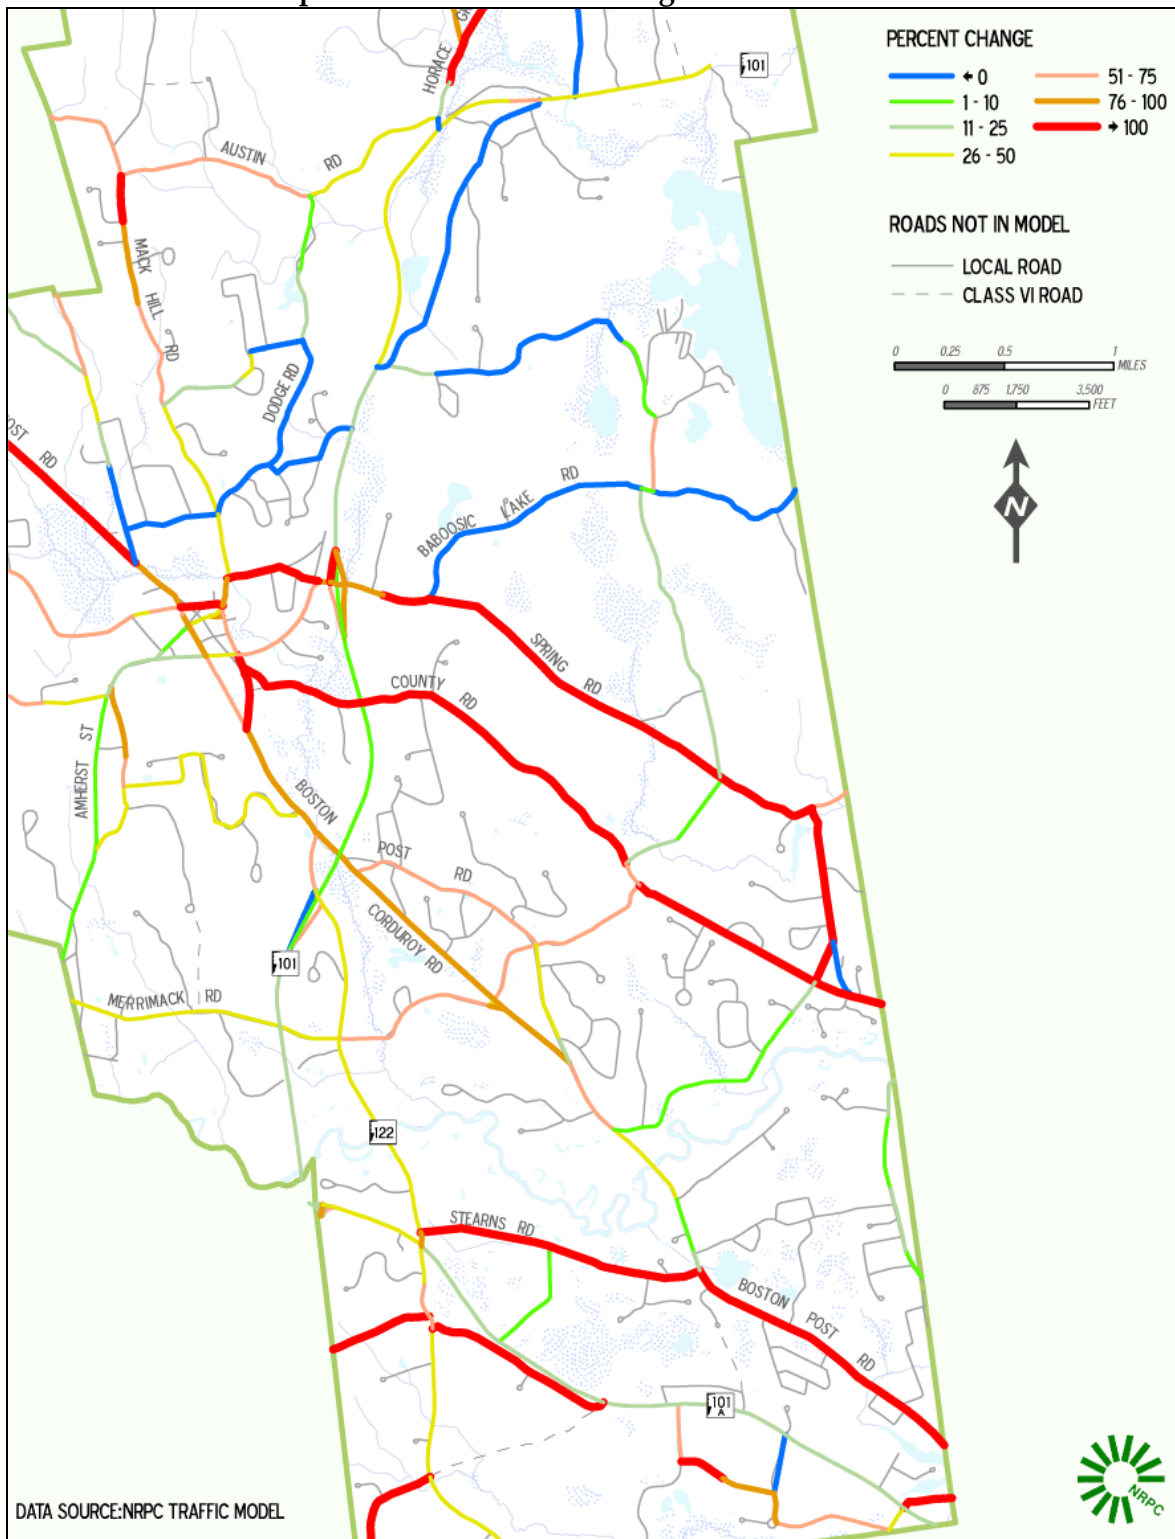 PERCENT CHANGE
← 0
51 - 75
1 - 10
76 - 100
11 - 25
→ 100
26 - 50
ROADS NOT IN MODEL
LOCAL ROAD
CLASS VI ROAD
0 0.25 0.5 1
MILES
0 875 1,750 3,500
FEET
N
HORACE
101
AUSTIN RD
MACK HILL RD
DODGE RD
OST RD
BABOOSIC LAKE RD
SPRING RD
COUNTY RD
AMHERST ST
BOSTON POST RD
CORDUROY RD
101
MERRIMACK RD
122
STEARNS RD
BOSTON POST RD
101
A
DATA SOURCE:NRPC TRAFFIC MODEL
NRPC